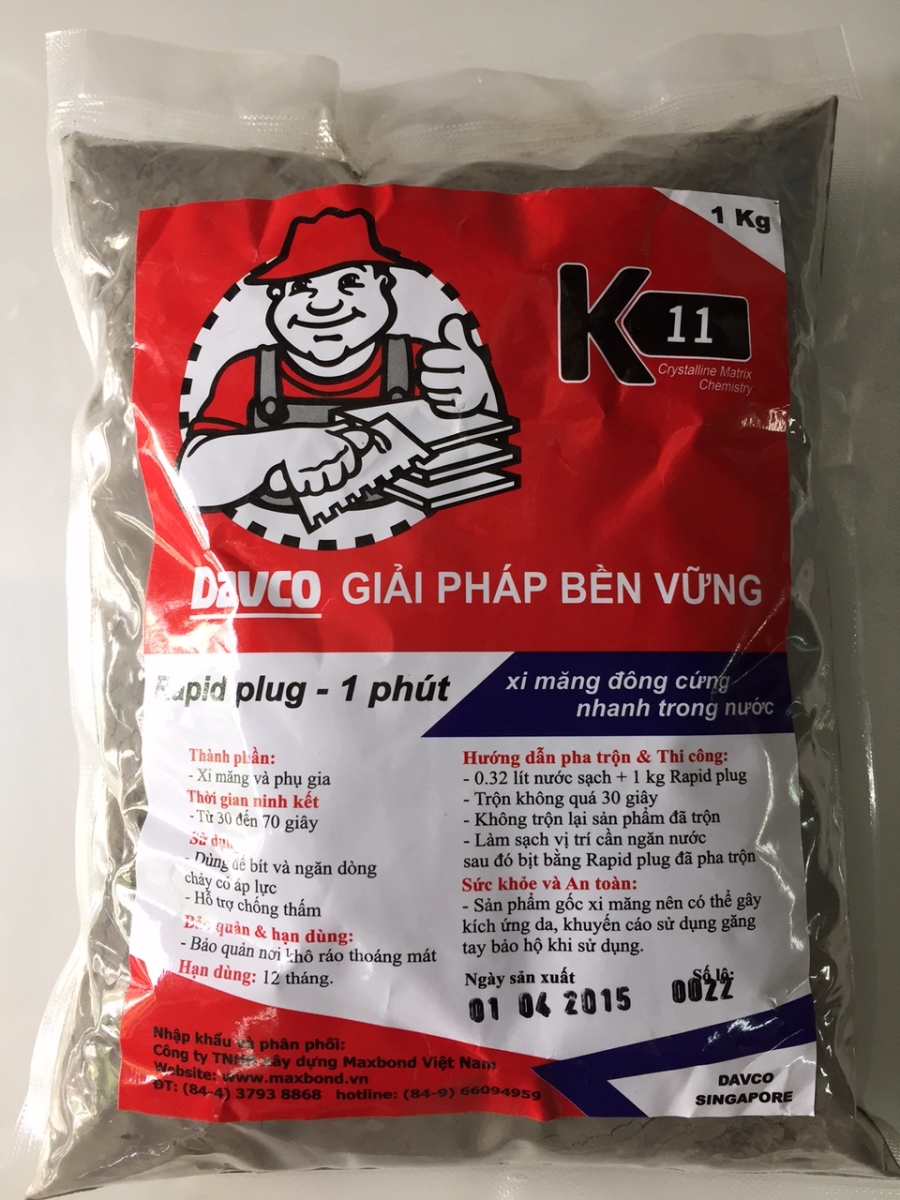 1 Kg
K 11
Crystalline Matrix
Chemistry
Davco GIẢI PHÁP BỀN VỮNG
Rapid plug - 1 phút
xi măng đông cứng
nhanh trong nước
Thành phần:
- Xi măng và phụ gia
Thời gian ninh kết
- Từ 30 đến 70 giây
Sử dụng
- Dùng để bít và ngăn dòng
chảy có áp lực
- Hỗ trợ chống thấm
Bảo quản & hạn dùng:
- Bảo quản nơi khô ráo thoáng mát
Hạn dùng: 12 tháng.
Hướng dẫn pha trộn & Thi công:
- 0.32 lít nước sạch + 1 kg Rapid plug
- Trộn không quá 30 giây
- Không trộn lại sản phẩm đã trộn
- Làm sạch vị trí cần ngăn nước
sau đó bịt bằng Rapid plug đã pha trộn
Sức khỏe và An toàn:
- Sản phẩm gốc xi măng nên có thể gây
kích ứng da, khuyến cáo sử dụng găng
tay bảo hộ khi sử dụng.
Ngày sản xuất Số lô:
01 04 2015 0022
Nhập khẩu và phân phối:
Công ty TNHH xây dựng Maxbond Việt Nam
Website: www.maxbond.vn
ĐT: (84-4) 3793 8868 hotline: (84-9) 66094959
DAVCO
SINGAPORE